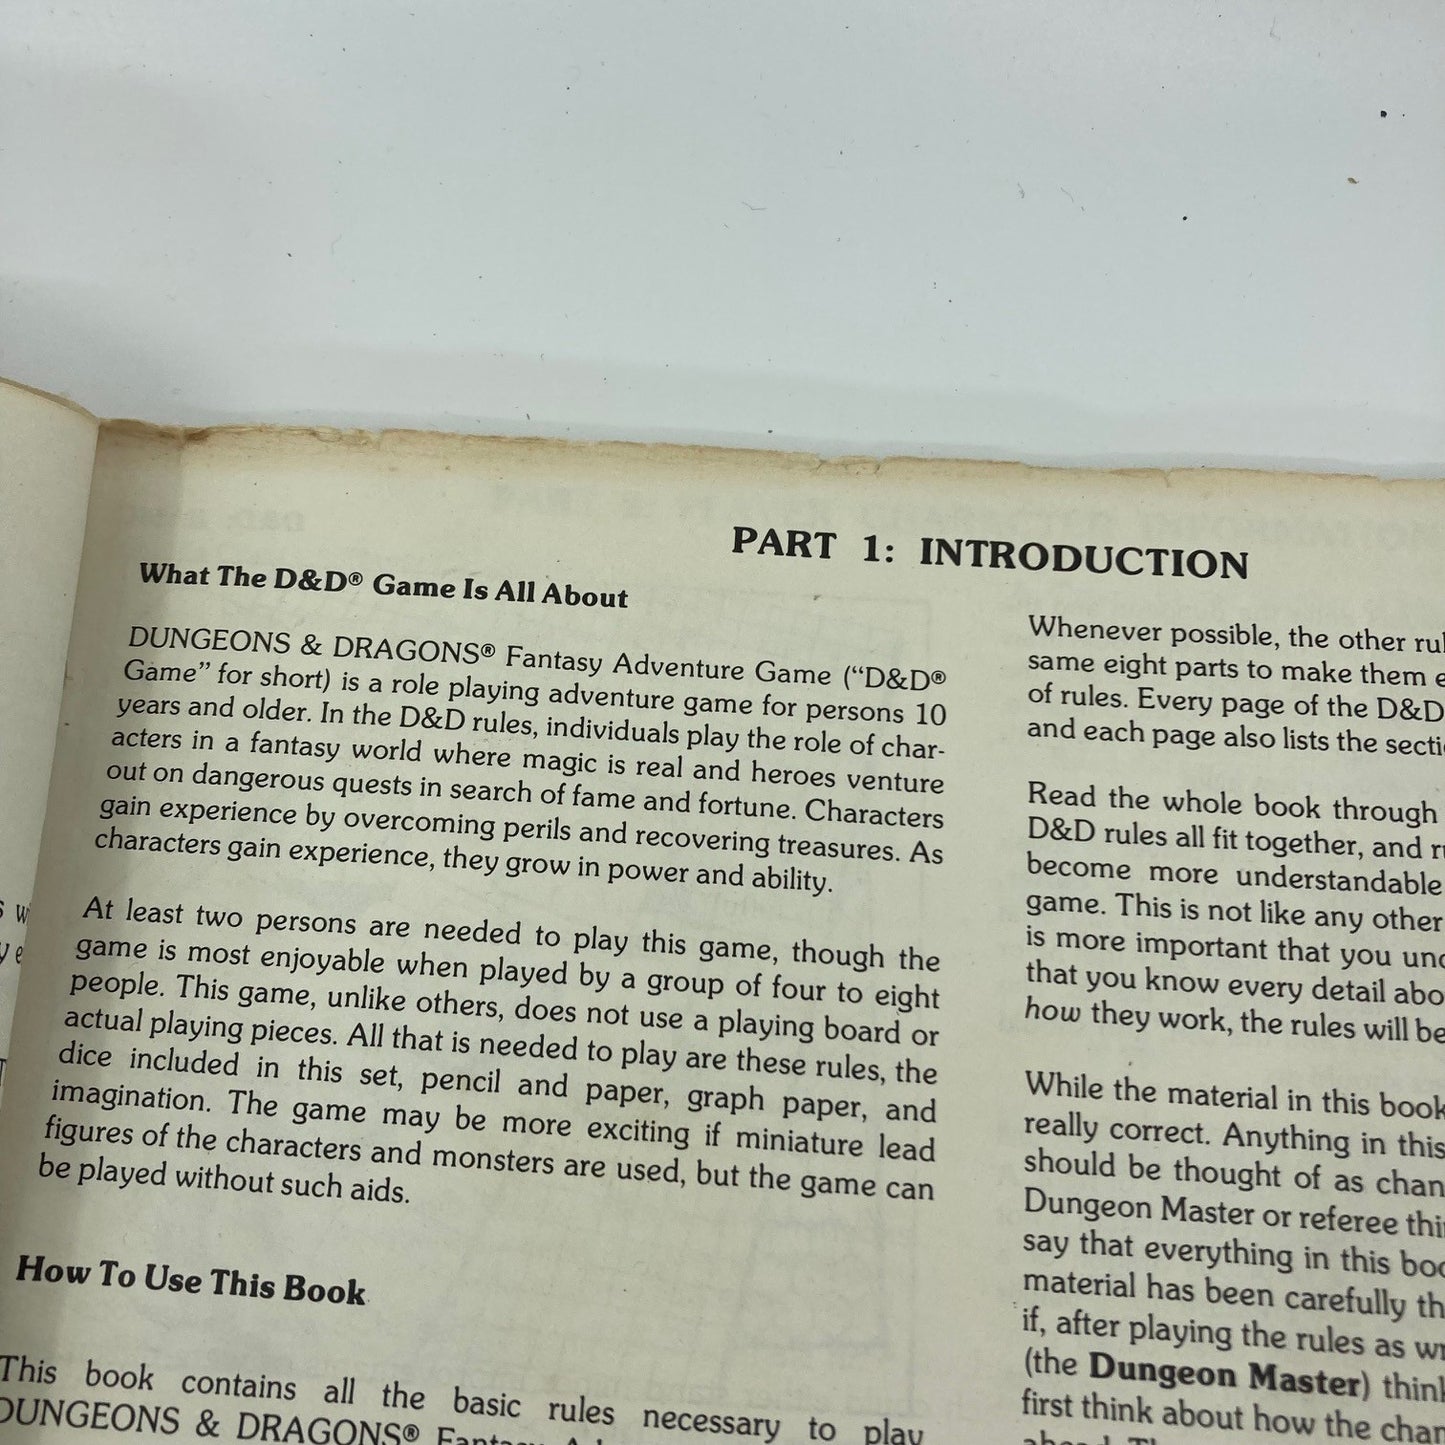 PART 1: INTRODUCTION
What The D&D® Game Is All About
DUNGEONS & DRAGONS® Fantasy Adventure Game (“D&D®
Game” for short) is a role playing adventure game for persons 10
years and older. In the D&D rules, individuals play the role of char-
acters in a fantasy world where magic is real and heroes venture
out on dangerous quests in search of fame and fortune. Characters
gain experience by overcoming perils and recovering treasures. As
characters gain experience, they grow in power and ability.
At least two persons are needed to play this game, though the
game is most enjoyable when played by a group of four to eight
people. This game, unlike others, does not use a playing board or
actual playing pieces. All that is needed to play are these rules, the
dice included in this set, pencil and paper, graph paper, and
imagination. The game may be more exciting if miniature lead
figures of the characters and monsters are used, but the game can
be played without such aids.
How To Use This Book
This book contains all the basic rules necessary to play
DUNGEONS & DRAGONS® Fantasy
Whenever possible, the other
same eight parts to make them
of rules. Every page of the D&D
and each page also lists the
Read the whole book through
D&D rules all fit together, and
become more understandable
game. This is not like any other
is more important that you
that you know every detail
how they work, the rules will
While the material in this book
really correct. Anything in this
should be thought of as
Dungeon Master or referee
say that everything in this
material has been carefully
if, after playing the rules as
(the Dungeon Master) think
first think about how the